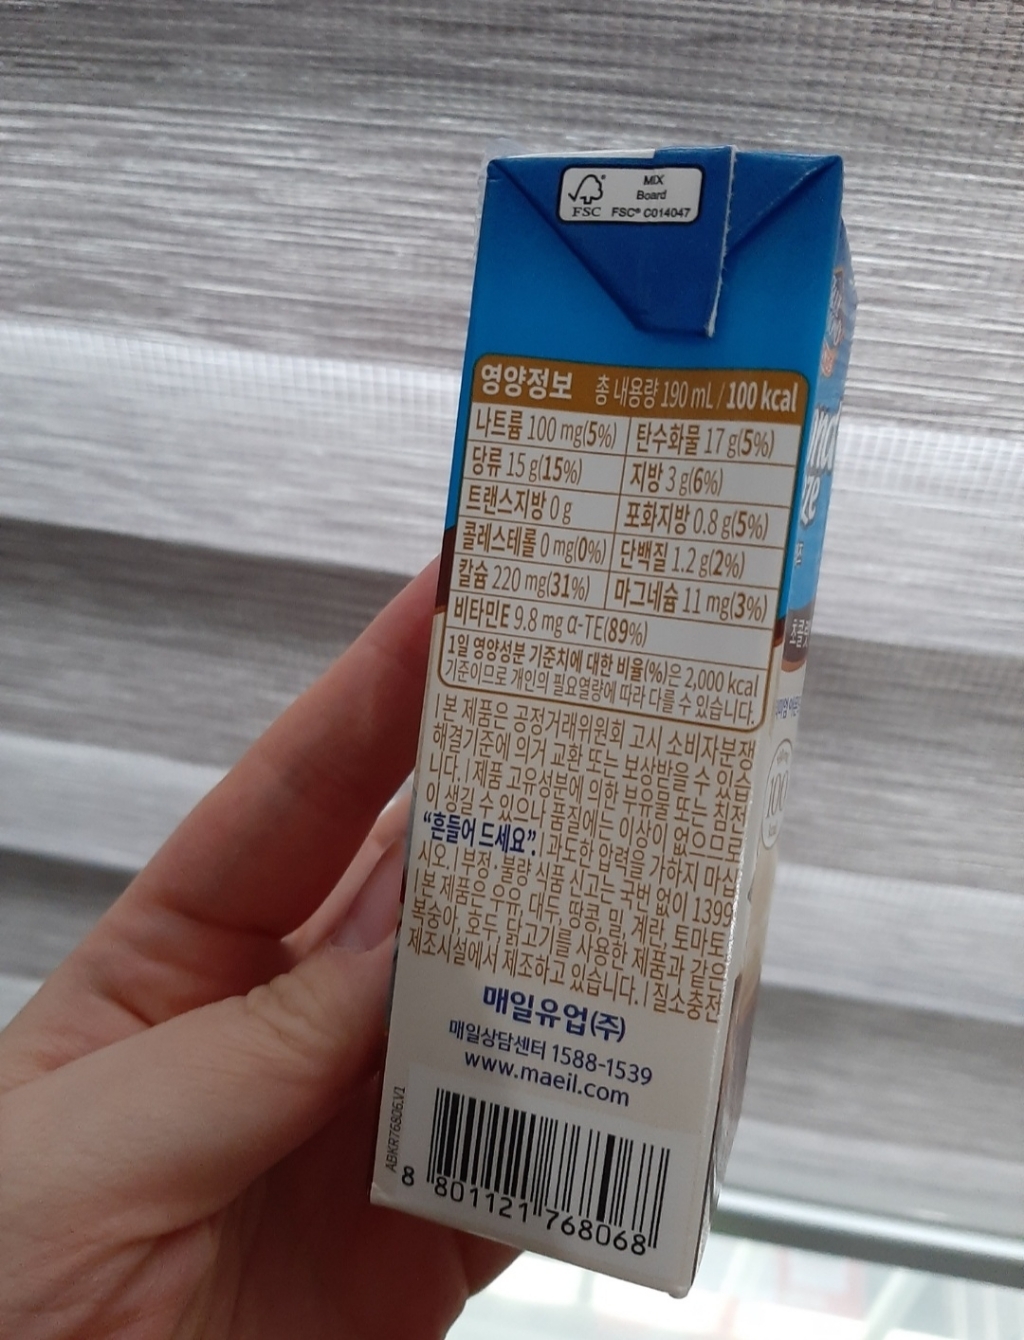 MIX
Board
FSC FSC® C014047
영양정보 총 내용량 190 mL / 100 kcal
나트륨 100 mg(5%) 탄수화물 17 g(5%)
당류 15 g(15%) 지방 3 g(6%)
트랜스지방 0 g 포화지방 0.8 g(5%)
콜레스테롤 0 mg(0%) 단백질 1.2 g(2%)
칼슘 220 mg(31%) 마그네슘 11 mg(3%)
비타민E 9.8 mg α-TE(89%)
1일 영양성분 기준치에 대한 비율(%)은 2,000 kcal
기준이므로 개인의 필요열량에 따라 다를 수 있습니다.
| 본 제품은 공정거래위원회 고시 소비자분쟁
해결기준에 의거 교환 또는 보상받을 수 있습
니다. | 제품 고유성분에 의한 부유물 또는 침전
이 생길 수 있으나 품질에는 이상이 없으므로
“흔들어 드세요”. | 과도한 압력을 가하지 마십
시오. | 부정·불량 식품 신고는 국번 없이 1399
| 본 제품은 우유, 대두, 땅콩, 밀, 계란, 토마토,
복숭아, 호두, 닭고기를 사용한 제품과 같은
제조시설에서 제조하고 있습니다. | 질소충전
매일유업(주)
매일상담센터 1588-1539
www.maeil.com
ABKR76806.V1
8 801121 768068
100